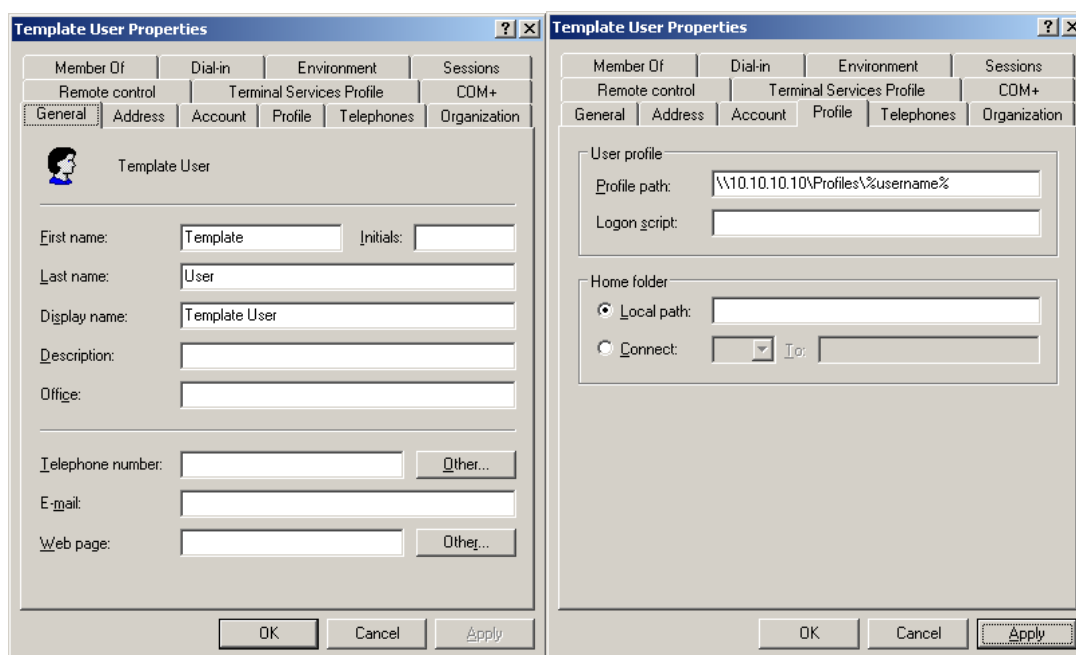 Template User Properties
Member Of Dial-in Environment Sessions
Remote control Terminal Services Profile COM+
General Address Account Profile Telephones Organization
Template User
First name: Template Initials:
Last name: User
Display name: Template User
Description:
Office:
Telephone number: Other...
E-mail:
Web page: Other...
OK Cancel Apply
Template User Properties
Member Of Dial-in Environment Sessions
Remote control Terminal Services Profile COM+
General Address Account Profile Telephones Organization
User profile
Profile path: \\10.10.10.10\Profiles\%username%
Logon script:
Home folder
Local path:
Connect: To:
OK Cancel Apply